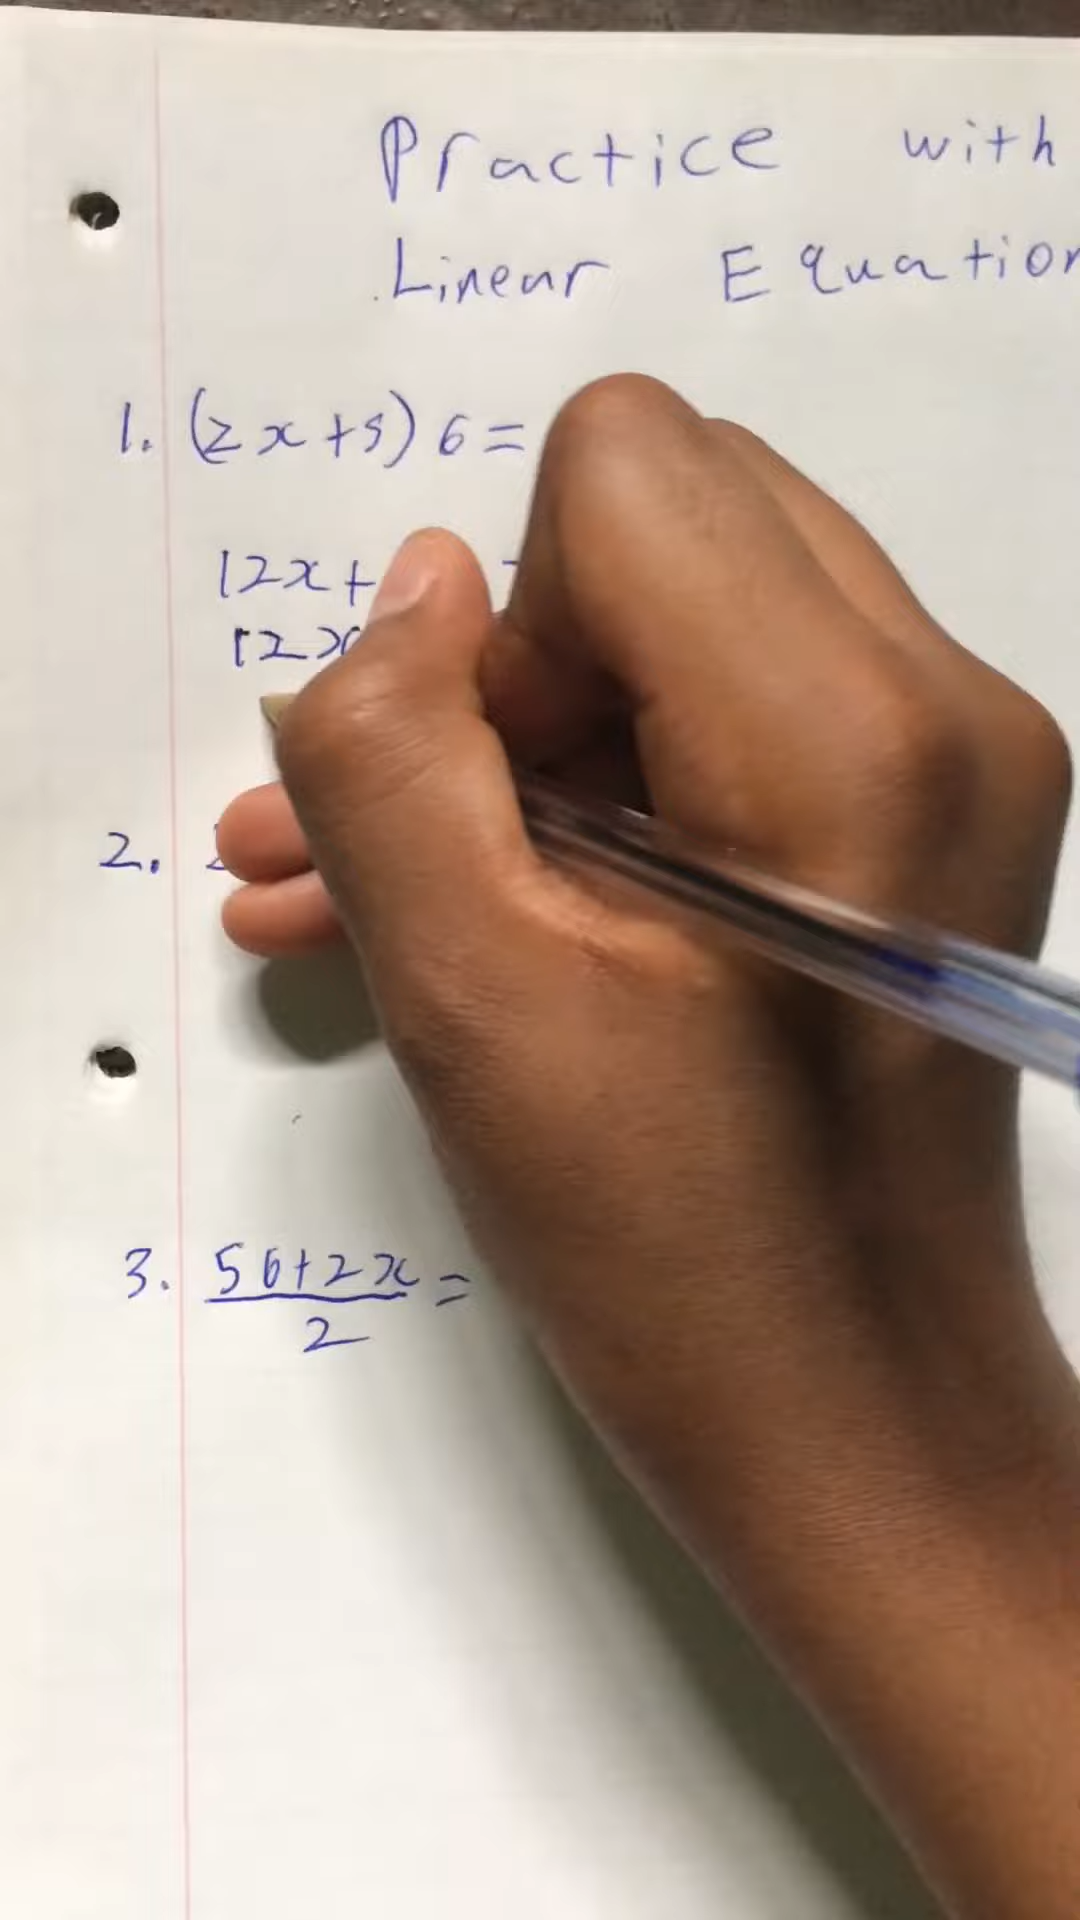 Practice with
Linear Equation
1. (2x+5)6=
12x+
12x
2.
3. 56+2x=
2